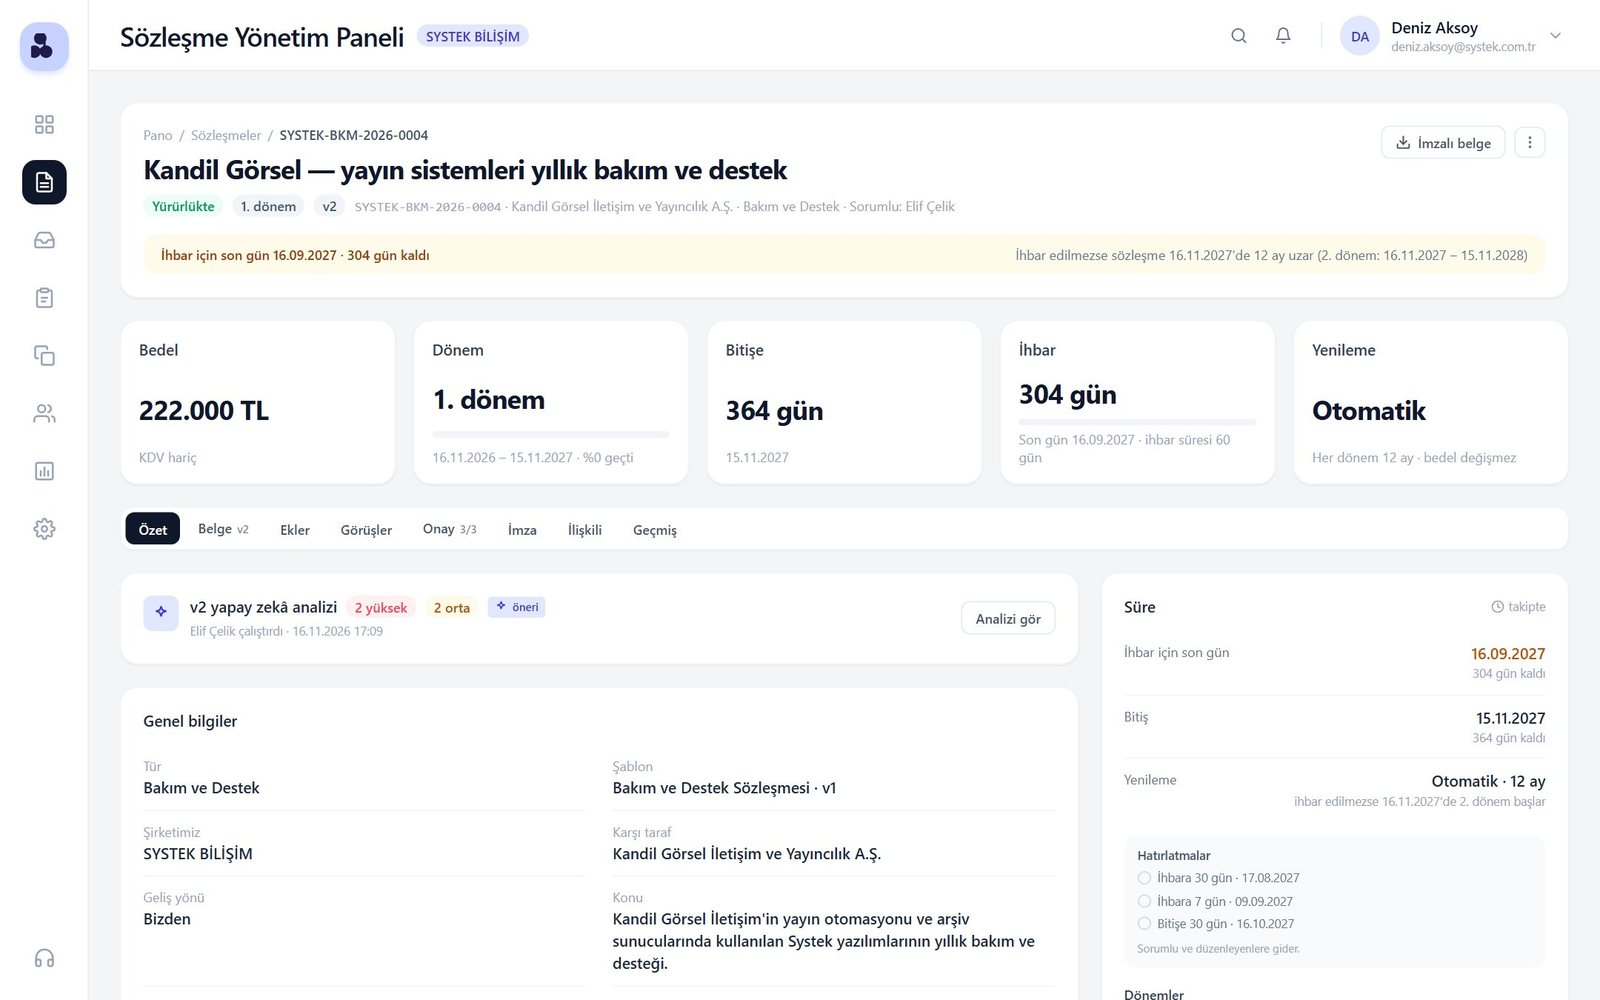 Sözleşme Yönetim Paneli
SYSTEK BİLİŞİM
DA
Deniz Aksoy
deniz.aksoy@systek.com.tr
Pano / Sözleşmeler / SYSTEK-BKM-2026-0004
İmzalı belge
Kandil Görsel — yayın sistemleri yıllık bakım ve destek
Yürürlükte
1. dönem
v2
SYSTEK-BKM-2026-0004 · Kandil Görsel İletişim ve Yayıncılık A.Ş. · Bakım ve Destek · Sorumlu: Elif Çelik
İhbar için son gün 16.09.2027 · 304 gün kaldı
İhbar edilmezse sözleşme 16.11.2027'de 12 ay uzar (2. dönem: 16.11.2027 – 15.11.2028)
Bedel
222.000 TL
KDV hariç
Dönem
1. dönem
16.11.2026 – 15.11.2027 · %0 geçti
Bitişe
364 gün
15.11.2027
İhbar
304 gün
Son gün 16.09.2027 · ihbar süresi 60
gün
Yenileme
Otomatik
Her dönem 12 ay · bedel değişmez
Özet
Belge v2
Ekler
Görüşler
Onay 3/3
İmza
İlişkili
Geçmiş
v2 yapay zekâ analizi
2 yüksek
2 orta
öneri
Elif Çelik çalıştırdı · 16.11.2026 17:09
Analizi gör
Genel bilgiler
Tür
Bakım ve Destek
Şablon
Bakım ve Destek Sözleşmesi · v1
Şirketimiz
SYSTEK BİLİŞİM
Karşı taraf
Kandil Görsel İletişim ve Yayıncılık A.Ş.
Geliş yönü
Bizden
Konu
Kandil Görsel İletişim'in yayın otomasyonu ve arşiv
sunucularında kullanılan Systek yazılımlarının yıllık bakım ve
desteği.
Süre
takipte
İhbar için son gün
16.09.2027
304 gün kaldı
Bitiş
15.11.2027
364 gün kaldı
Yenileme
Otomatik · 12 ay
ihbar edilmezse 16.11.2027'de 2. dönem başlar
Hatırlatmalar
İhbara 30 gün · 17.08.2027
İhbara 7 gün · 09.09.2027
Bitişe 30 gün · 16.10.2027
Sorumlu ve düzenleyenlere gider.
Dönemler